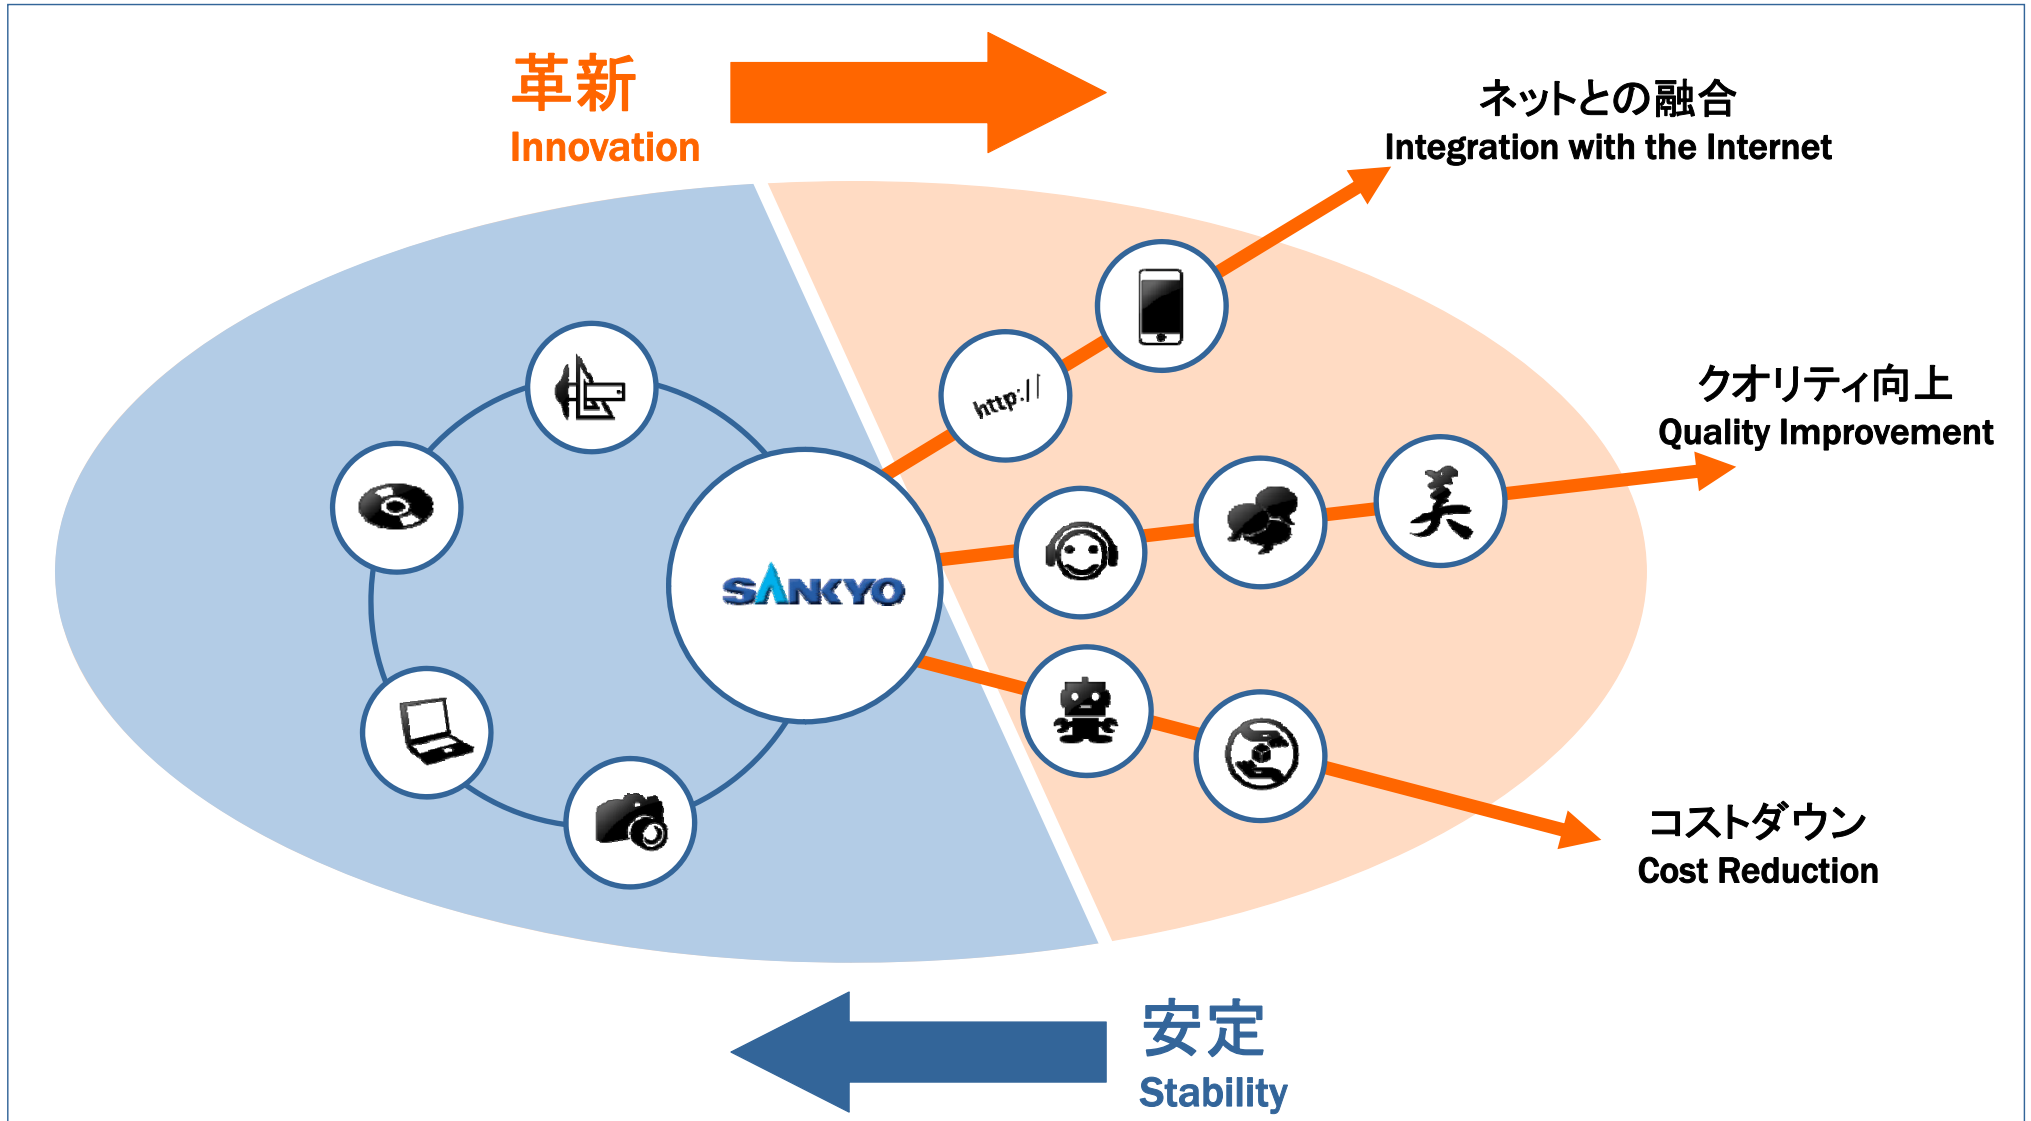 革新
Innovation
ネットとの融合
Integration with the Internet
http://
クオリティ向上
Quality Improvement
美
SANKYO
コストダウン
Cost Reduction
安定
Stability